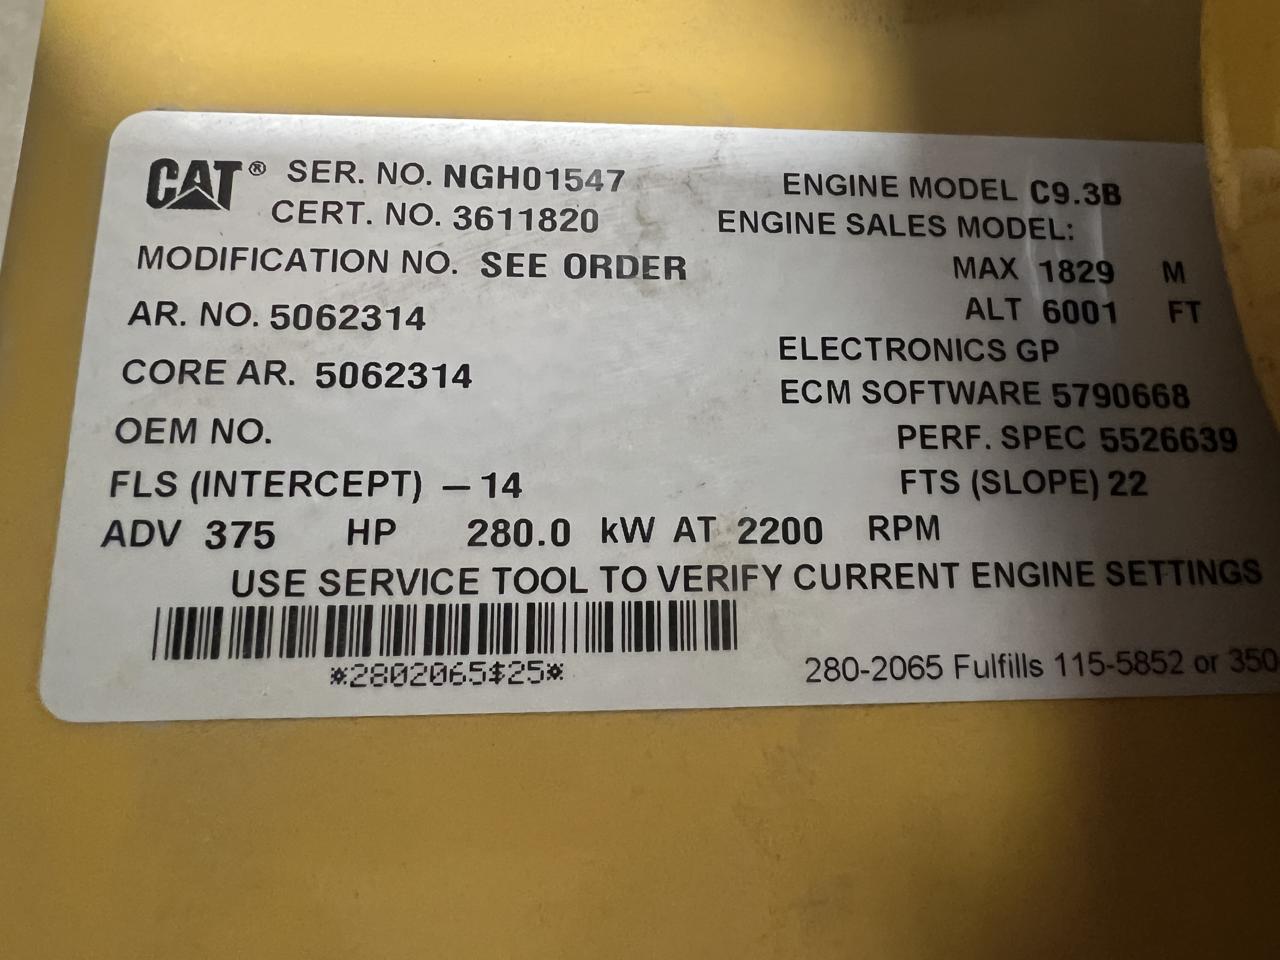 CAT® SER. NO. NGH01547 ENGINE MODEL C9.3B
CERT. NO. 3611820 ENGINE SALES MODEL:
MODIFICATION NO. SEE ORDER MAX 1829 M
AR. NO. 5062314 ALT 6001 FT
CORE AR. 5062314 ELECTRONICS GP
ECM SOFTWARE 5790668
OEM NO. PERF. SPEC 5526639
FLS (INTERCEPT) –14 FTS (SLOPE) 22
ADV 375 HP 280.0 kW AT 2200 RPM
USE SERVICE TOOL TO VERIFY CURRENT ENGINE SETTINGS
*2802065$25* 280-2065 Fulfills 115-5852 or 350